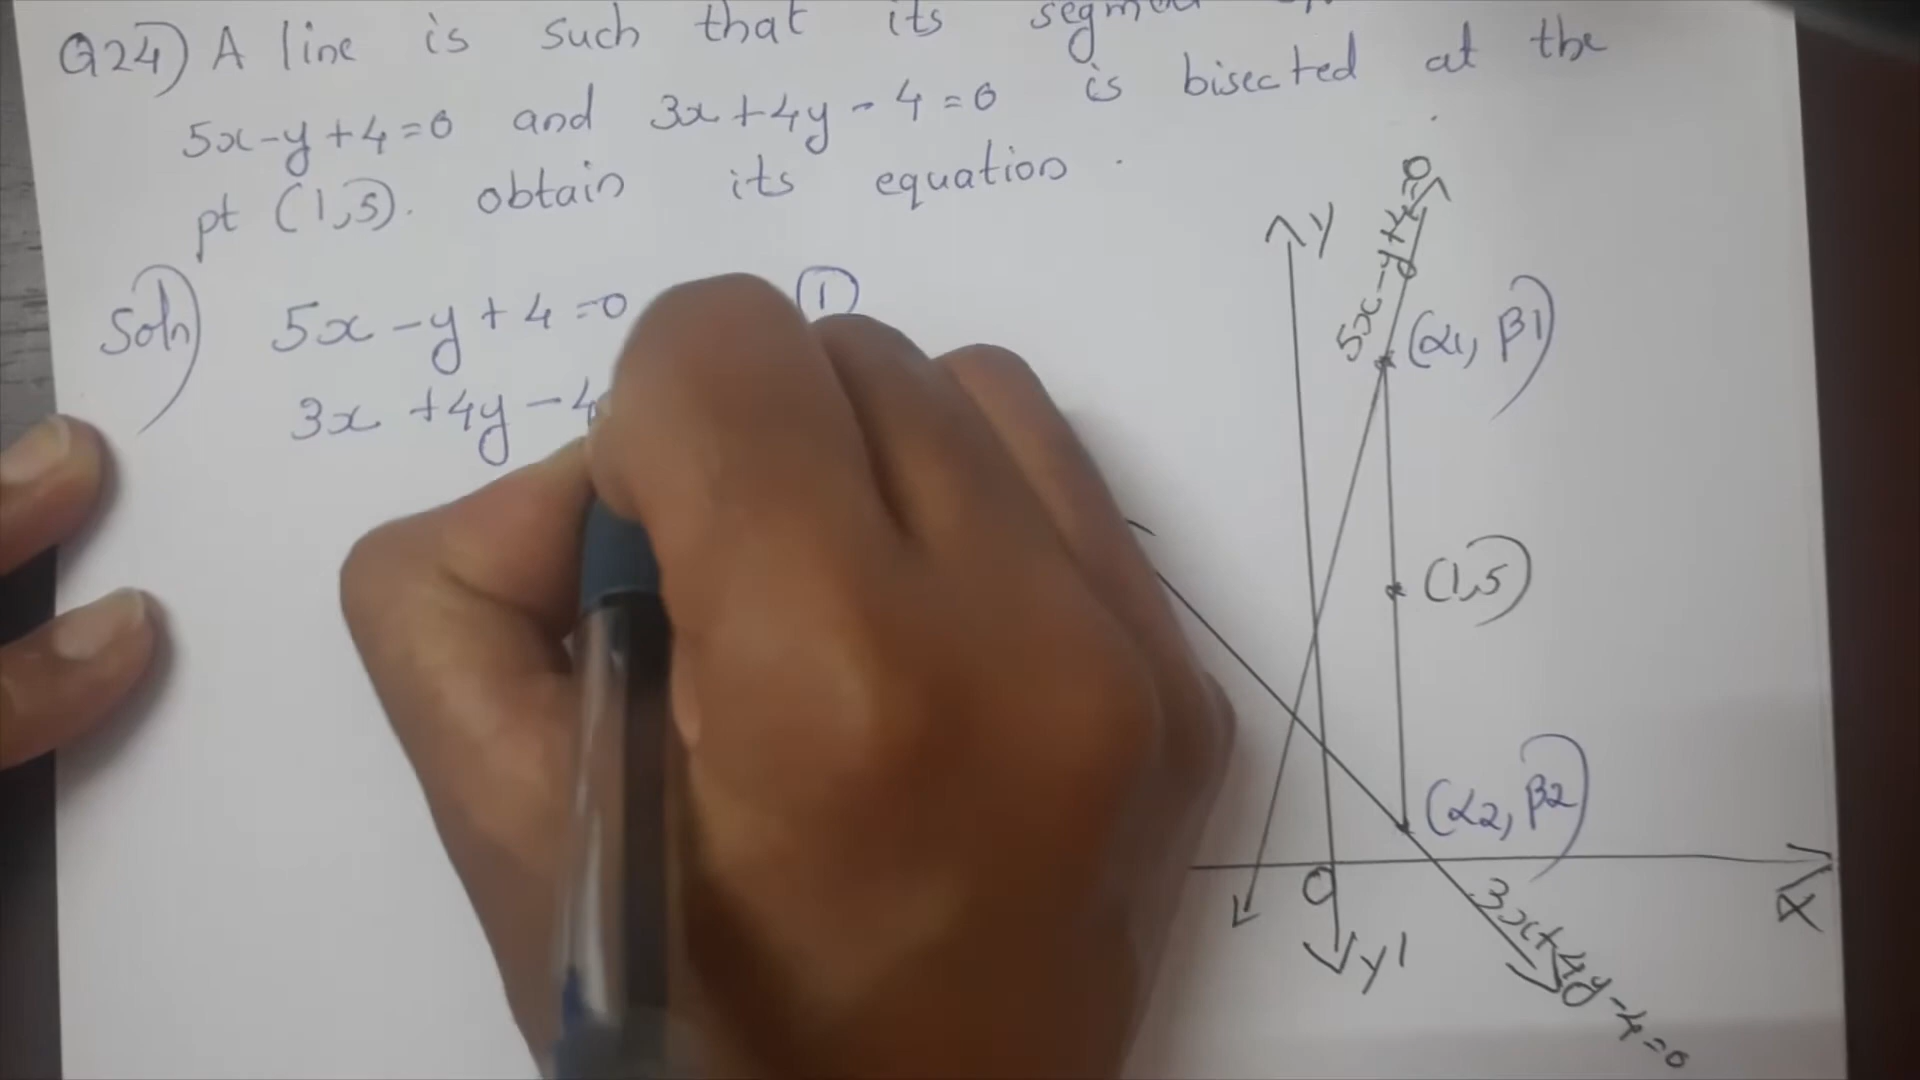 Q24) A line is such that its
5x-y+4=0 and 3x+4y-4=0 is bisected at the
pt (1,5). obtain its equation.
Soln) 5x-y+4=0 ①
3x+4y-4
Y
5x-y+4=0
(α1, β1)
(1,5)
(α2, β2)
O
X
Y'
3x+4y-4=0